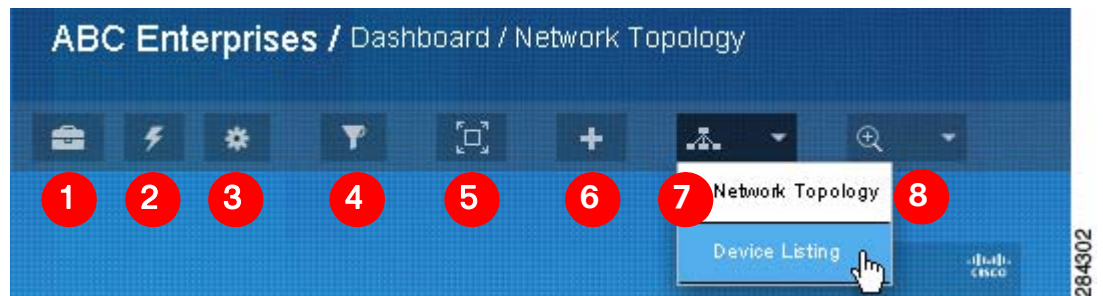 ABC Enterprises / Dashboard / Network Topology
1 2 3 4 5 6 7 8
Network Topology
Device Listing
CISCO
284302